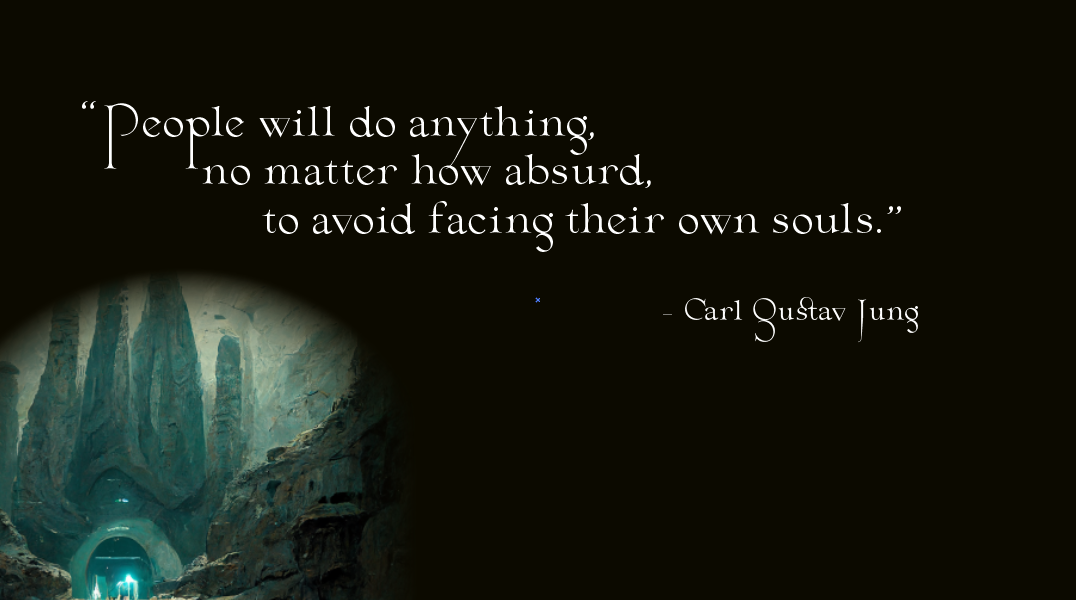 “People will do anything,
no matter how absurd,
to avoid facing their own souls.”
- Carl Gustav Jung